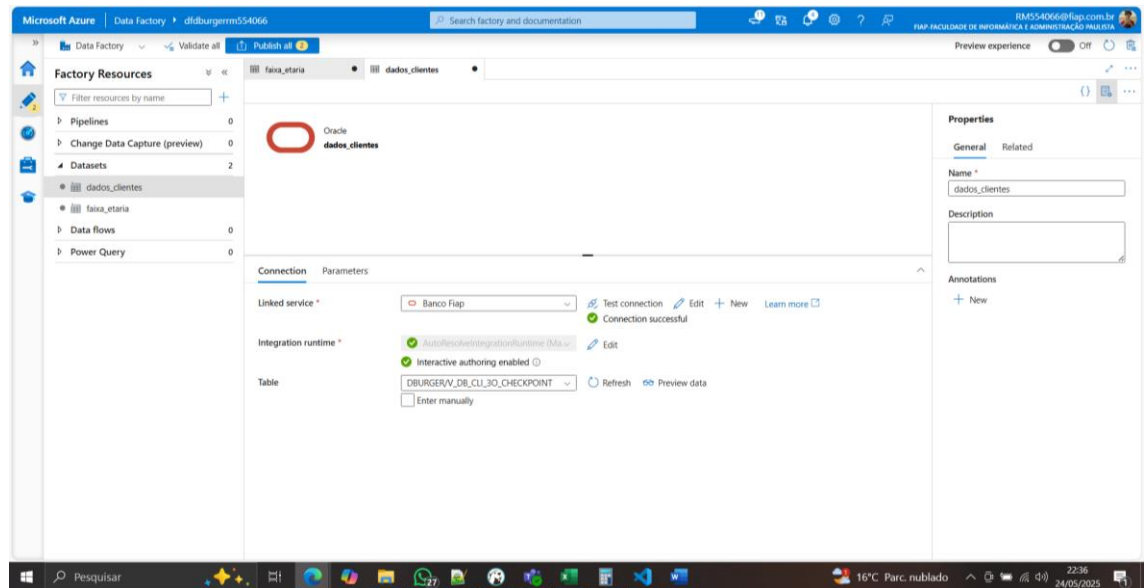 Microsoft Azure | Data Factory ▸ dfdburgerrm554066
Search factory and documentation
RM554066@fiap.com.br
FIAP-FACULDADE DE INFORMÁTICA E ADMINISTRAÇÃO PAULISTA
Data Factory
Validate all
Publish all 2
Preview experience
Off
Factory Resources
faixa_etaria
dados_clientes
Filter resources by name
Pipelines 0
Change Data Capture (preview) 0
Datasets 2
dados_clientes
faixa_etaria
Data flows 0
Power Query 0
Oracle
dados_clientes
Properties
General Related
Name *
dados_clientes
Description
Annotations
New
Connection Parameters
Linked service * Banco Fiap Test connection Edit New Learn more
Connection successful
Integration runtime * AutoResolveIntegrationRuntime (Ma Edit
Interactive authoring enabled
Table DBURGER/V_DB_CLI_3O_CHECKPOINT Refresh Preview data
Enter manually
Pesquisar
27
16°C Parc. nublado
22:36
24/05/2025